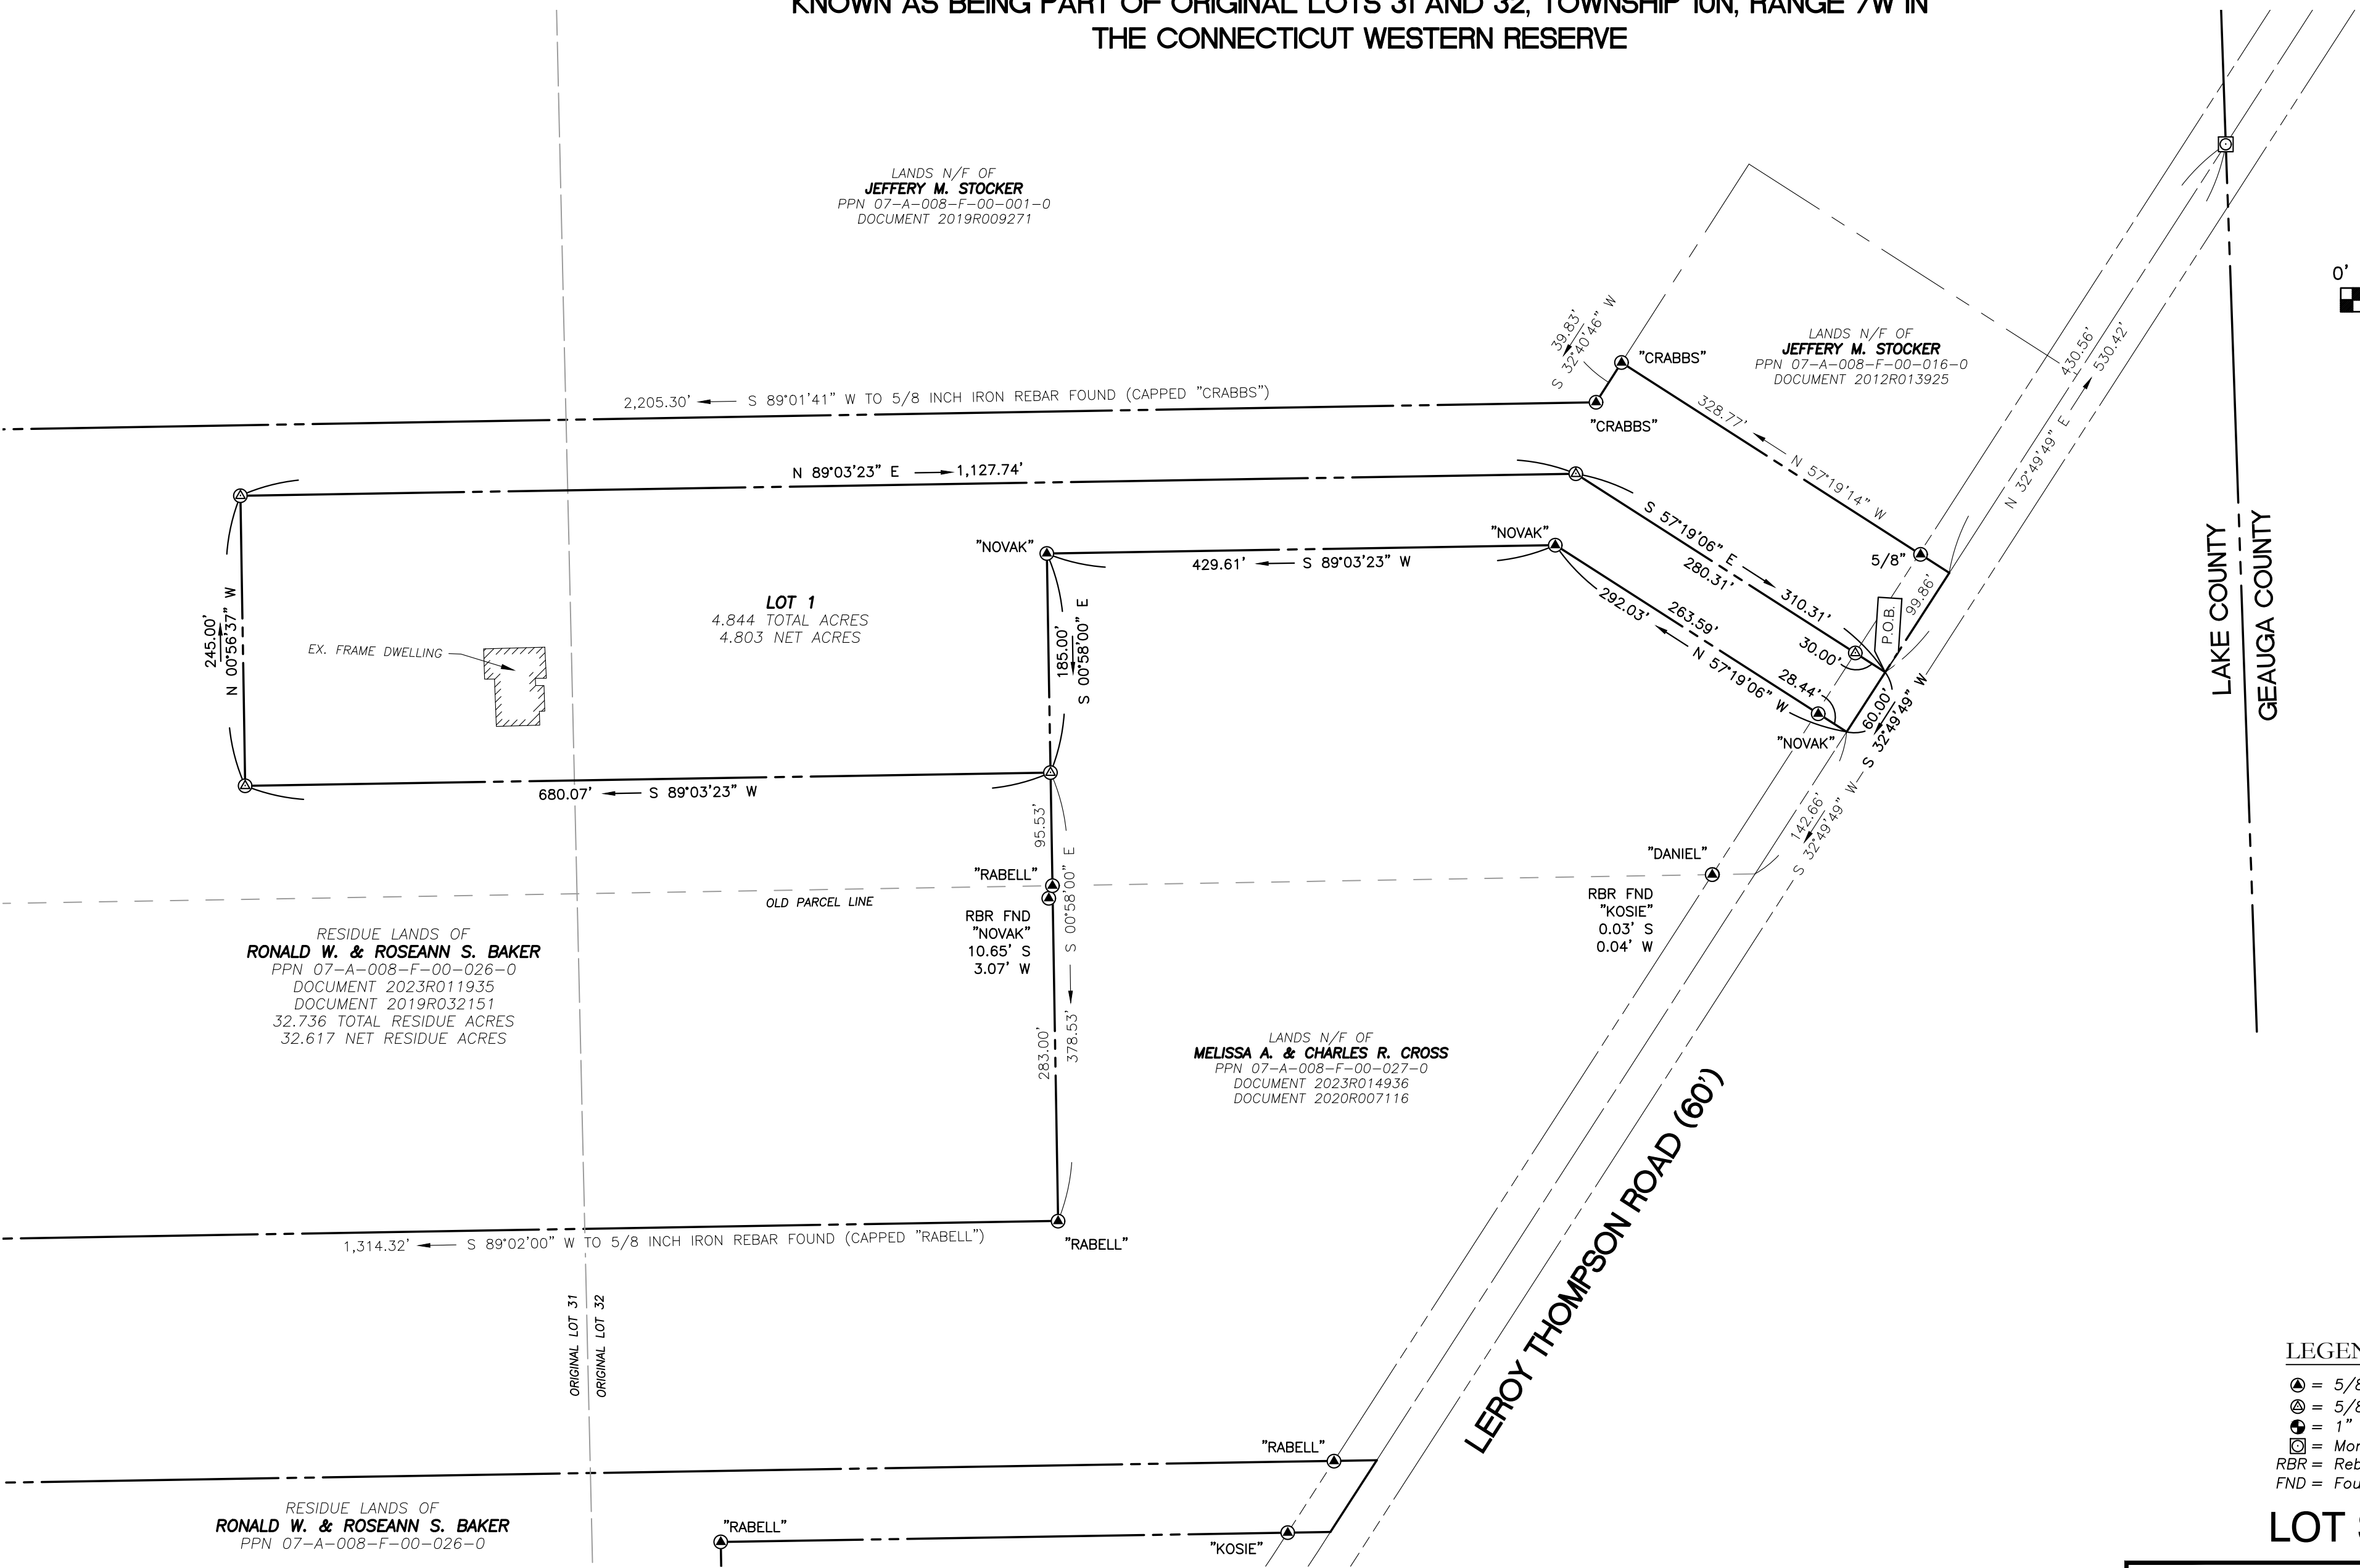 KNOWN AS BEING PART OF ORIGINAL LOTS 31 AND 32, TOWNSHIP 10N, RANGE 7W IN
THE CONNECTICUT WESTERN RESERVE
LANDS N/F OF
JEFFERY M. STOCKER
PPN 07-A-008-F-00-001-0
DOCUMENT 2019R009271
0'
39.83'
S 32°40'46" W
"CRABBS"
"CRABBS"
LANDS N/F OF
JEFFERY M. STOCKER
PPN 07-A-008-F-00-016-0
DOCUMENT 2012R013925
430.56'
530.42'
N 32°49'49" E
2,205.30' S 89°01'41" W TO 5/8 INCH IRON REBAR FOUND (CAPPED "CRABBS")
328.77'
N 57°19'14" W
N 89°03'23" E 1,127.74'
S 57°19'06" E
280.31'
310.31'
30.00'
5/8"
99.86'
P.O.B.
LAKE COUNTY
GEAUGA COUNTY
"NOVAK"
"NOVAK"
429.61' S 89°03'23" W
292.03'
263.59'
N 57°19'06" W
28.44'
"NOVAK"
60.00'
S 32°49'49" W
245.00'
N 00°56'37" W
LOT 1
4.844 TOTAL ACRES
4.803 NET ACRES
EX. FRAME DWELLING
185.00'
S 00°58'00" E
680.07' S 89°03'23" W
142.66'
S 32°49'49" W
95.53'
"RABELL"
S 00°58'00" E
378.53'
283.00'
OLD PARCEL LINE
RBR FND
"NOVAK"
10.65' S
3.07' W
"DANIEL"
RBR FND
"KOSIE"
0.03' S
0.04' W
RESIDUE LANDS OF
RONALD W. & ROSEANN S. BAKER
PPN 07-A-008-F-00-026-0
DOCUMENT 2023R011935
DOCUMENT 2019R032151
32.736 TOTAL RESIDUE ACRES
32.617 NET RESIDUE ACRES
LANDS N/F OF
MELISSA A. & CHARLES R. CROSS
PPN 07-A-008-F-00-027-0
DOCUMENT 2023R014936
DOCUMENT 2020R007116
LEROY THOMPSON ROAD (60')
1,314.32' S 89°02'00" W TO 5/8 INCH IRON REBAR FOUND (CAPPED "RABELL")
"RABELL"
ORIGINAL LOT 31
ORIGINAL LOT 32
"RABELL"
RESIDUE LANDS OF
RONALD W. & ROSEANN S. BAKER
PPN 07-A-008-F-00-026-0
"RABELL"
"KOSIE"
= 5/8
= 5/8
= 1"
RBR =
FND =
LOT